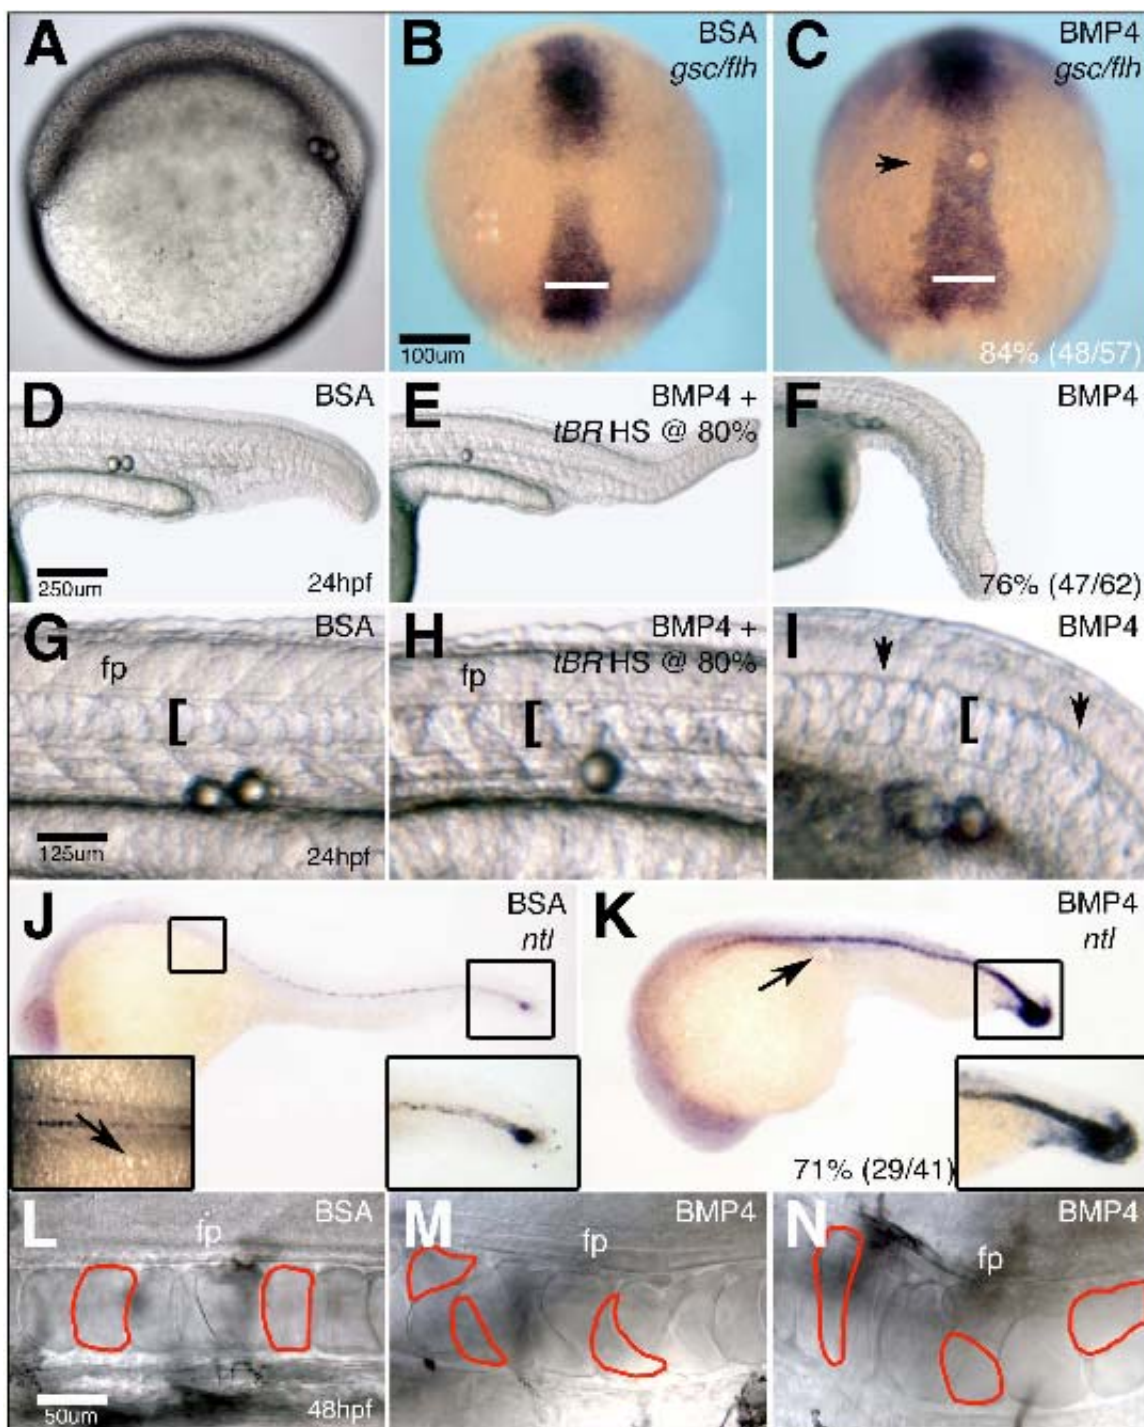 A
B
BSA
gsc/flh
100um
C
BMP4
gsc/flh
84% (48/57)
D
BSA
250um
24hpf
E
BMP4 +
tBR HS @ 80%
F
BMP4
76% (47/62)
G
BSA
fp
[
125um
24hpf
H
BMP4 +
tBR HS @ 80%
fp
[
I
BMP4
[
J
BSA
ntl
K
BMP4
ntl
71% (29/41)
L
fp
BSA
50um
48hpf
M
BMP4
fp
N
BMP4
fp